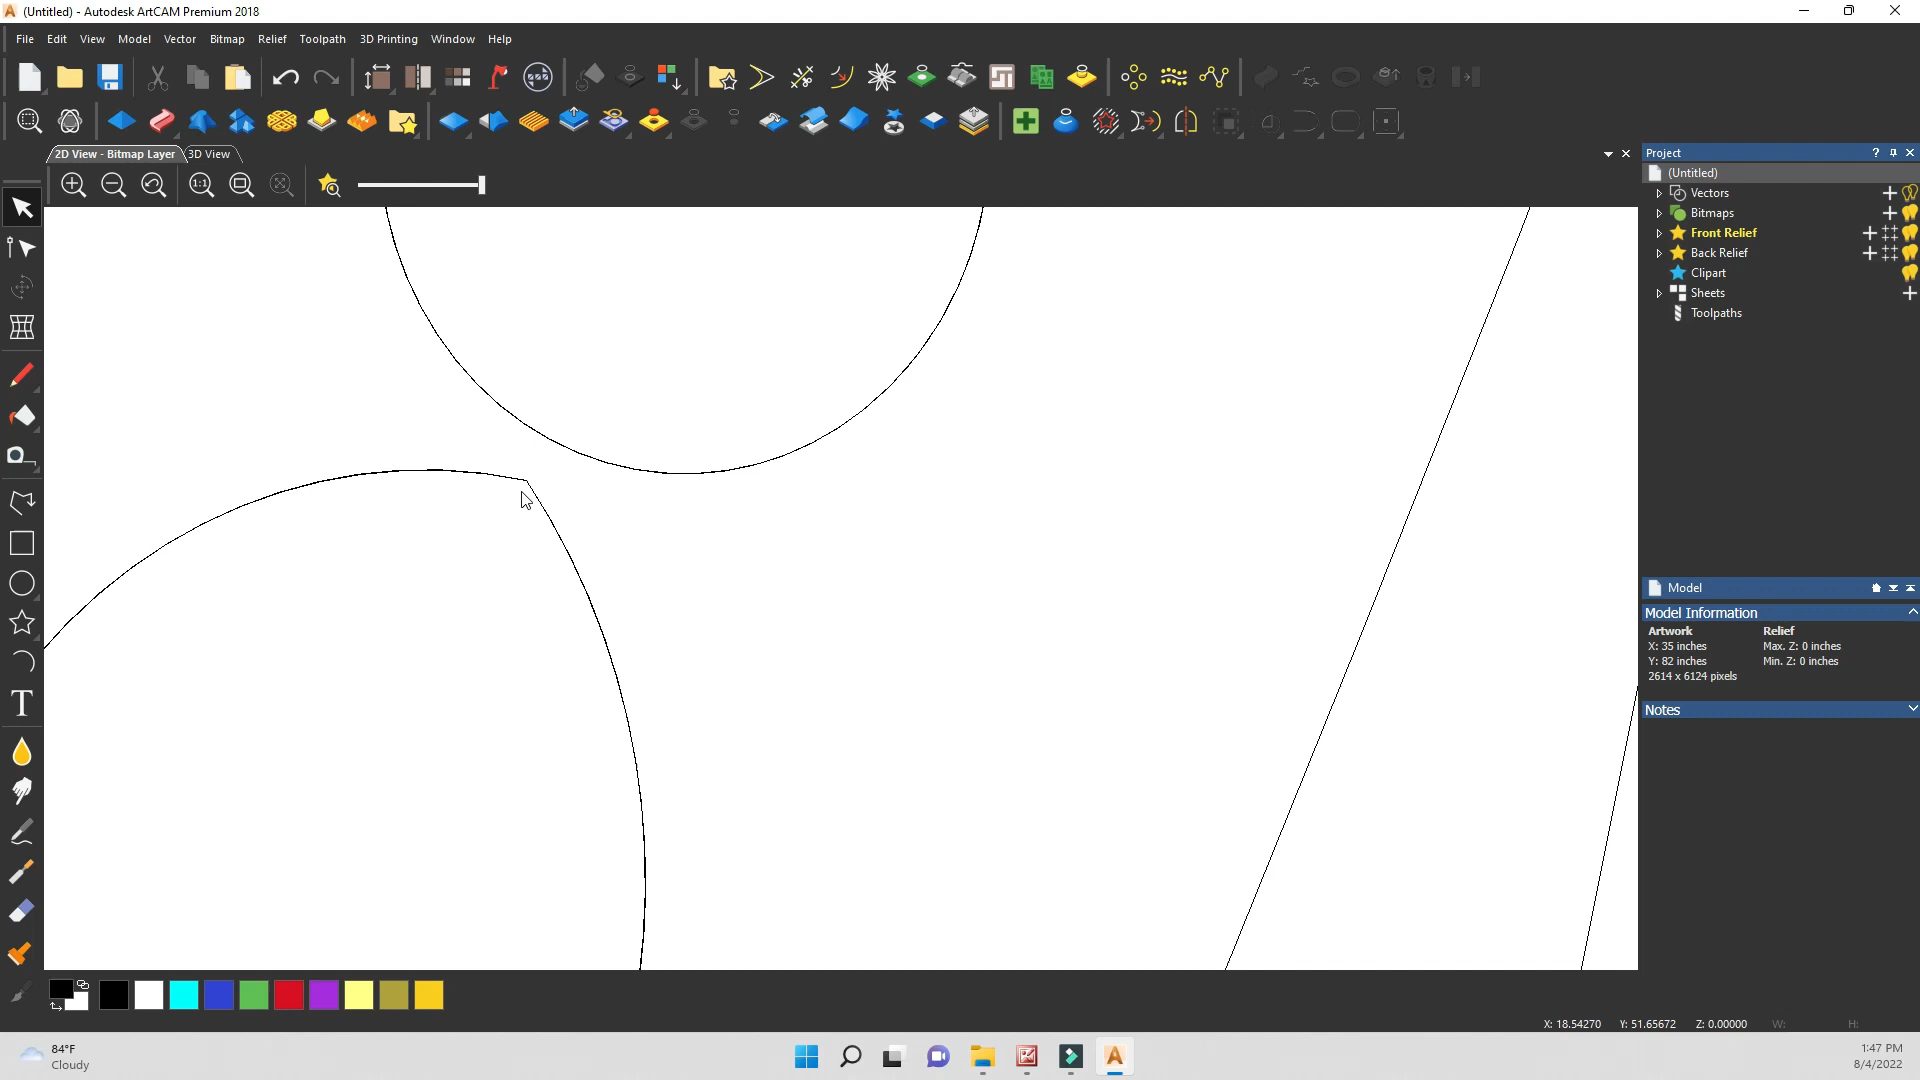 (Untitled) - Autodesk ArtCAM Premium 2018
File Edit View Model Vector Bitmap Relief Toolpath 3D Printing Window Help
2D View - Bitmap Layer 3D View
1:1
Project
(Untitled)
Vectors
Bitmaps
Front Relief
Back Relief
Clipart
Sheets
Toolpaths
Model
Model Information
Artwork Relief
X: 35 inches Max. Z: 0 inches
Y: 82 inches Min. Z: 0 inches
2614 x 6124 pixels
Notes
X: 18.54270 Y: 51.65672 Z: 0.00000 W: H:
84°F
Cloudy
1:47 PM
8/4/2022